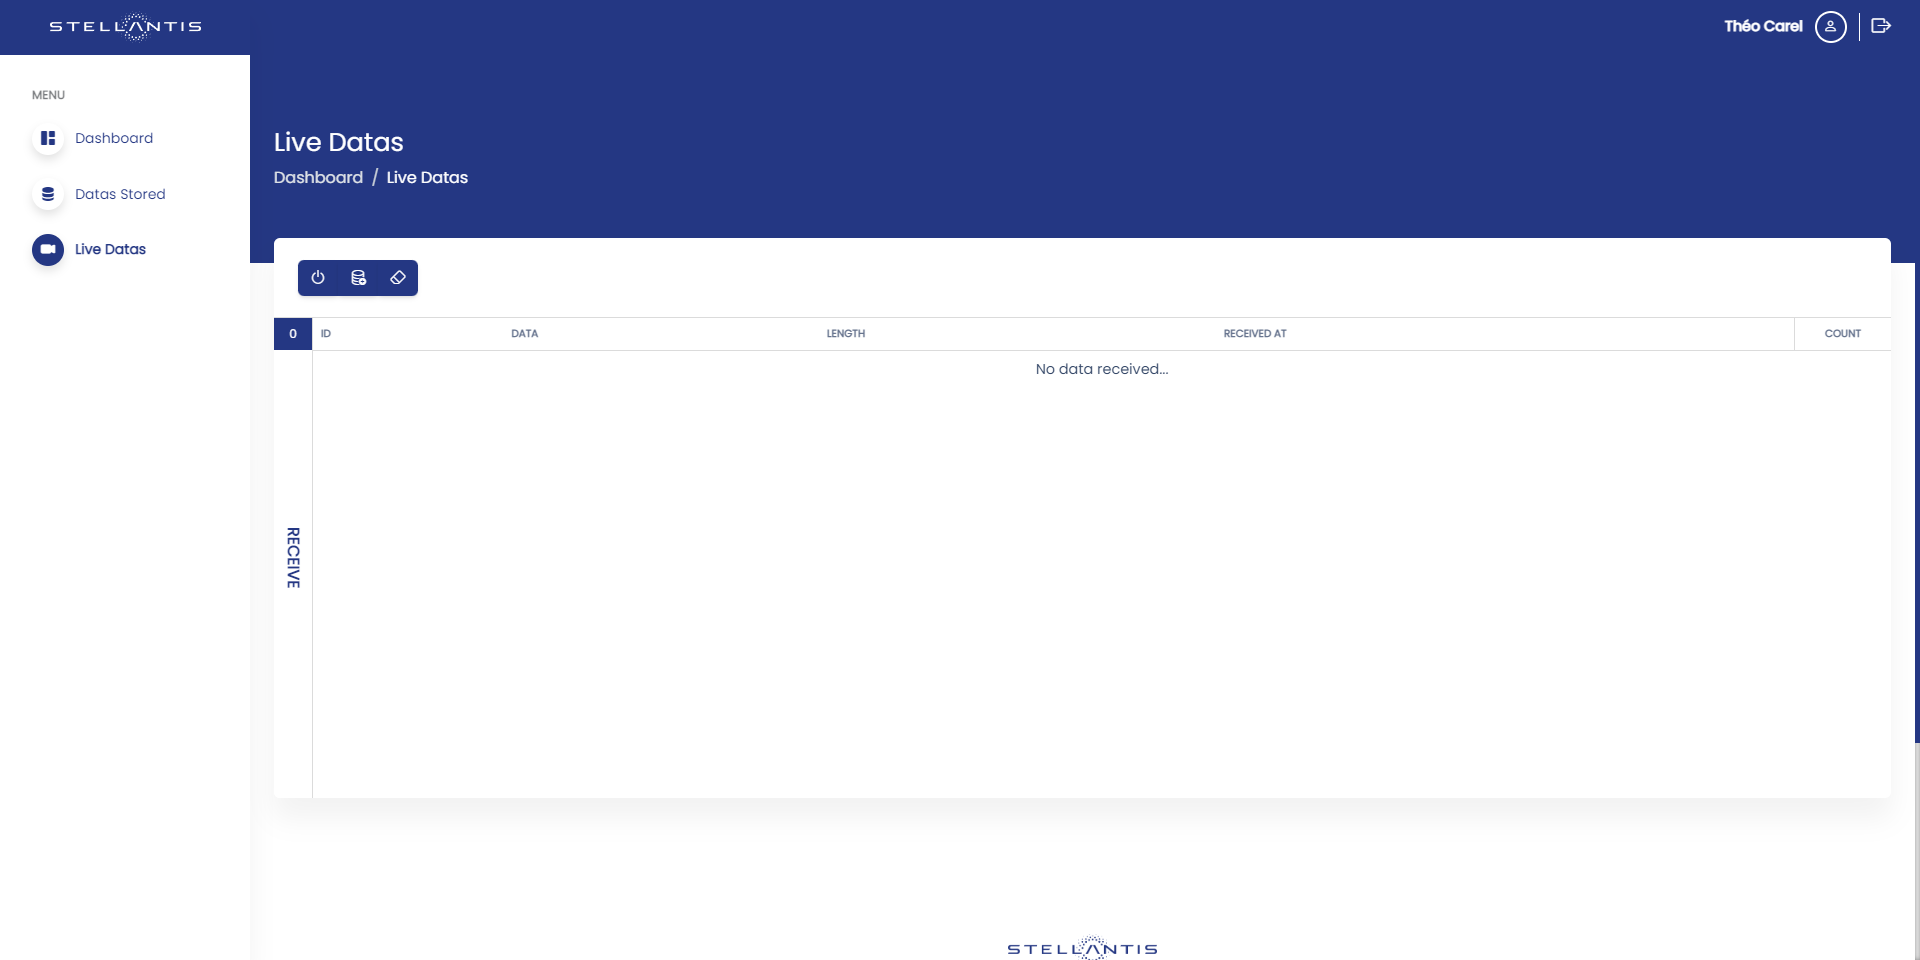 STELLANTIS
Théo Carel
MENU
Dashboard
Datas Stored
Live Datas
Live Datas
Dashboard / Live Datas
0 ID DATA LENGTH RECEIVED AT COUNT
No data received...
RECEIVE
STELLANTIS